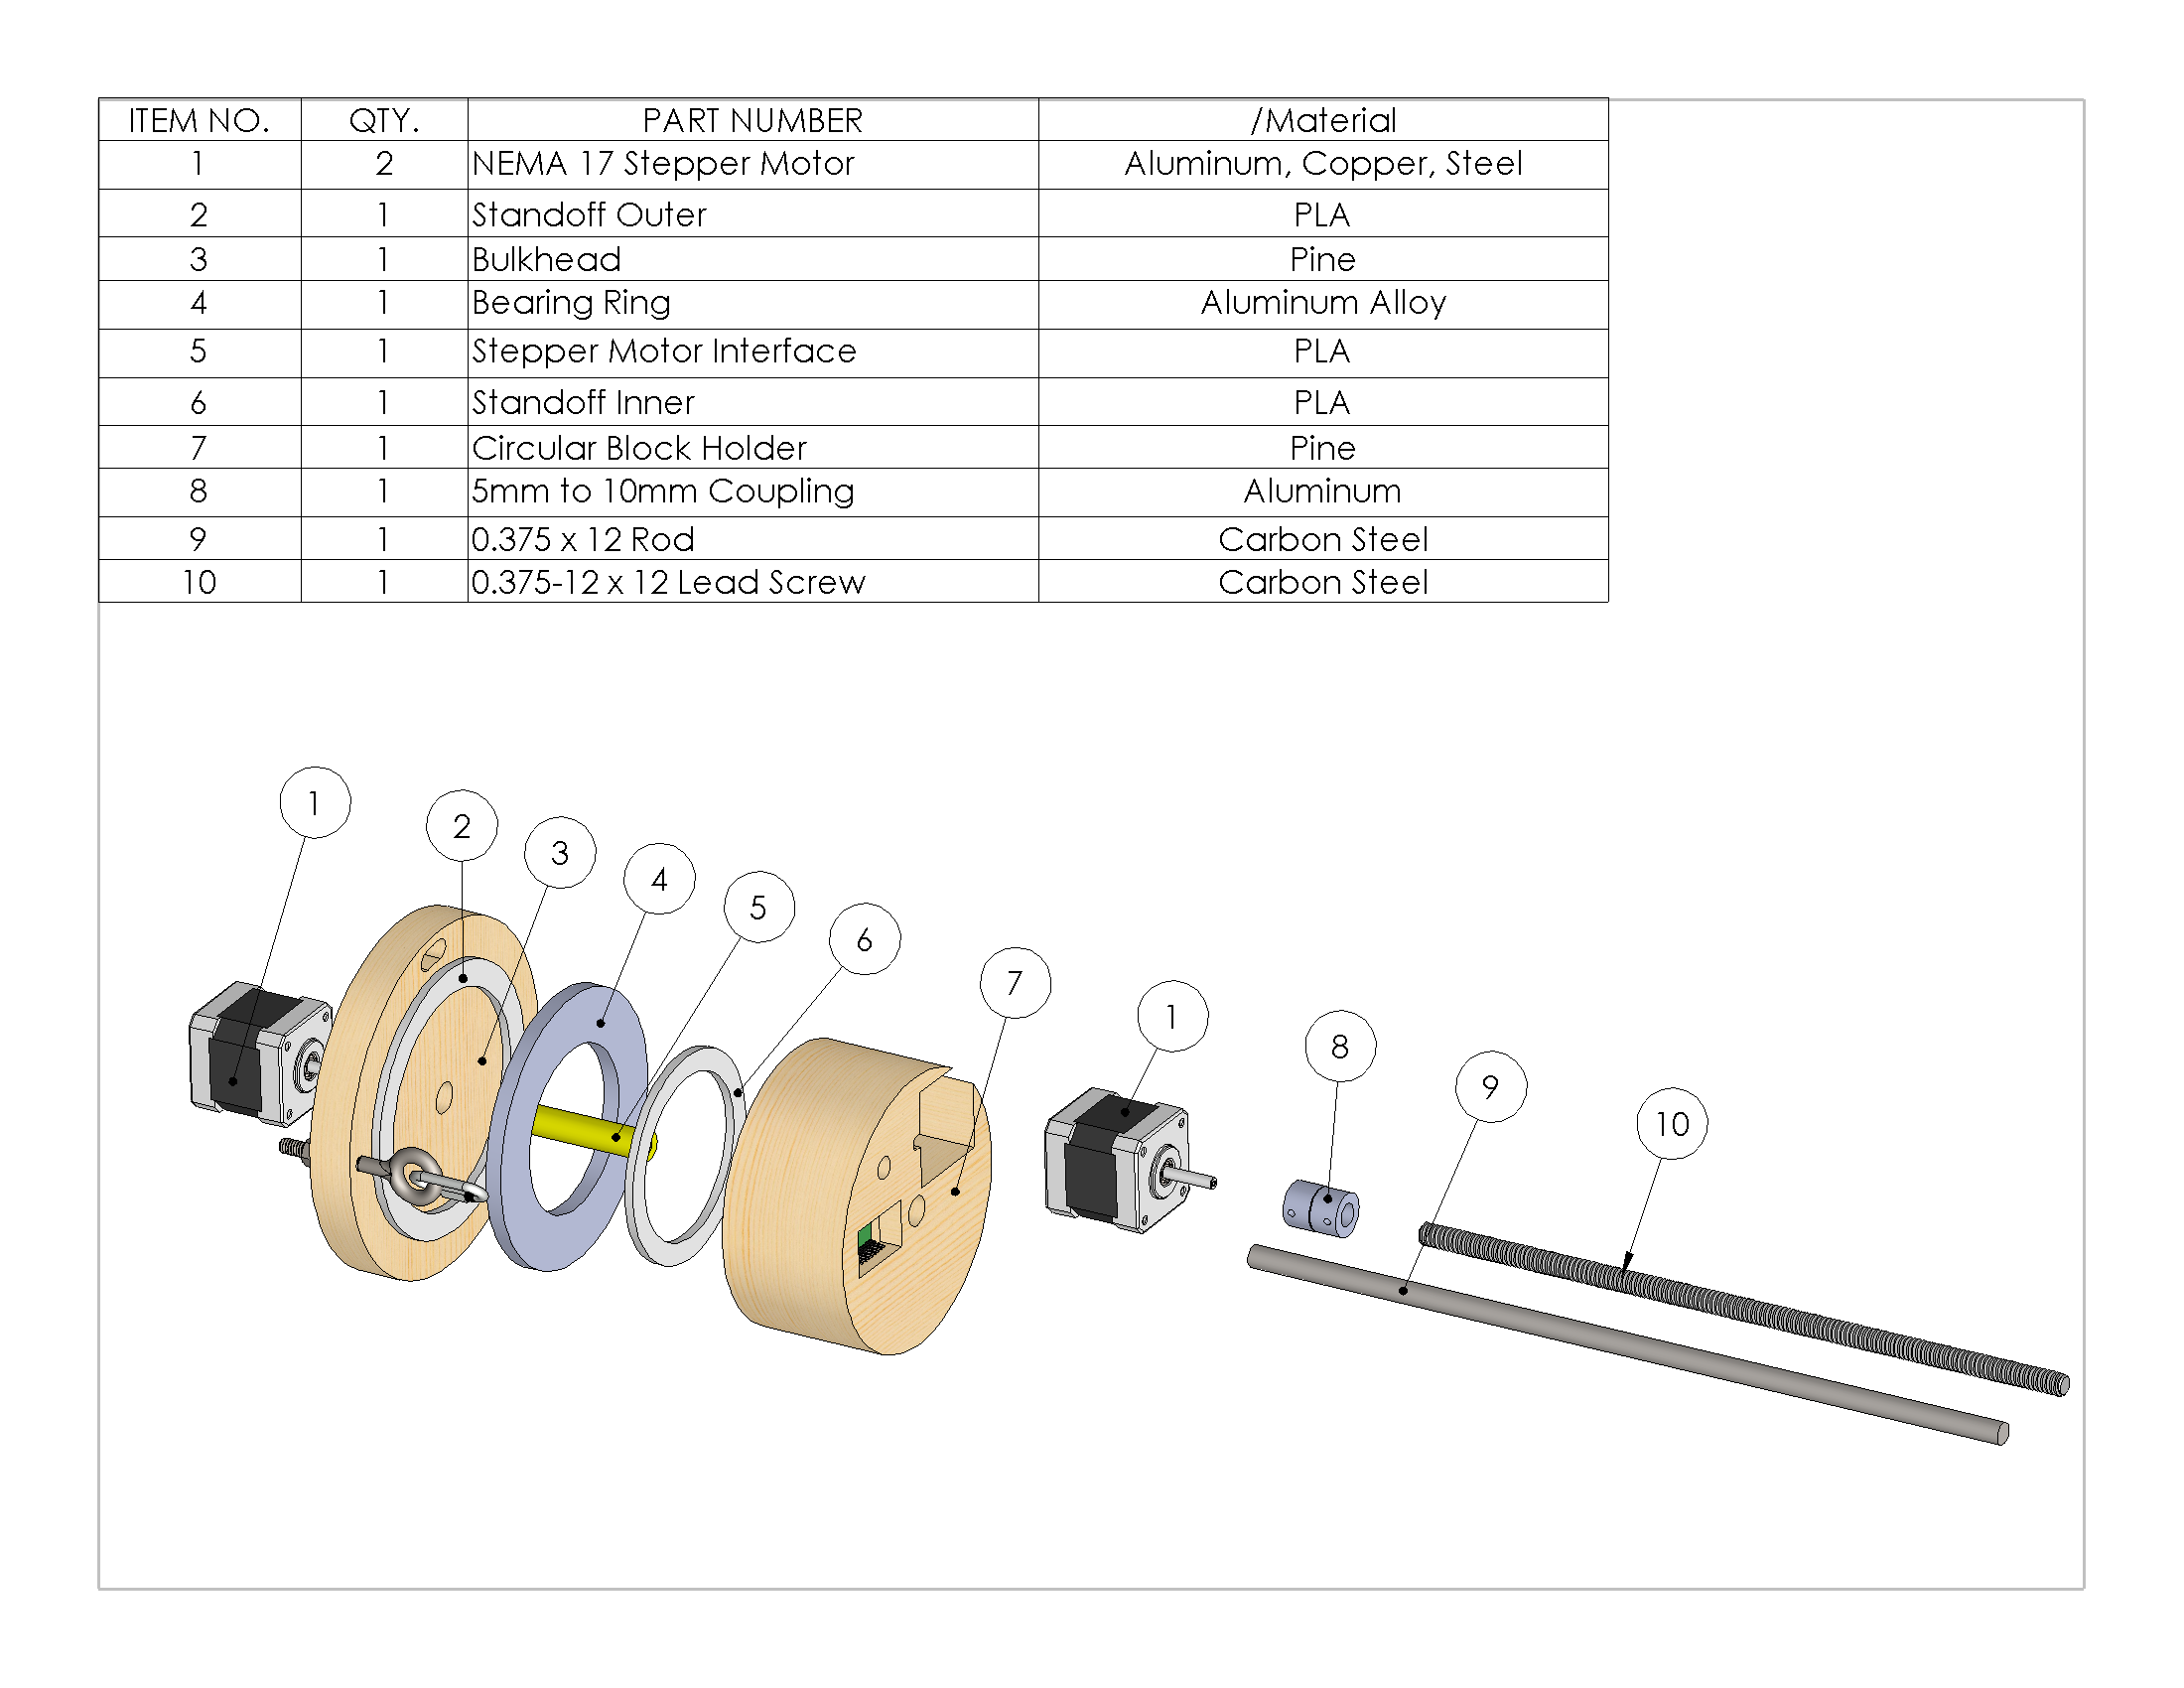 ITEM NO. QTY. PART NUMBER /Material
1 2 NEMA 17 Stepper Motor Aluminum, Copper, Steel
2 1 Standoff Outer PLA
3 1 Bulkhead Pine
4 1 Bearing Ring Aluminum Alloy
5 1 Stepper Motor Interface PLA
6 1 Standoff Inner PLA
7 1 Circular Block Holder Pine
8 1 5mm to 10mm Coupling Aluminum
9 1 0.375 x 12 Rod Carbon Steel
10 1 0.375-12 x 12 Lead Screw Carbon Steel
1
2
3
4
5
6
7
1
8
9
10